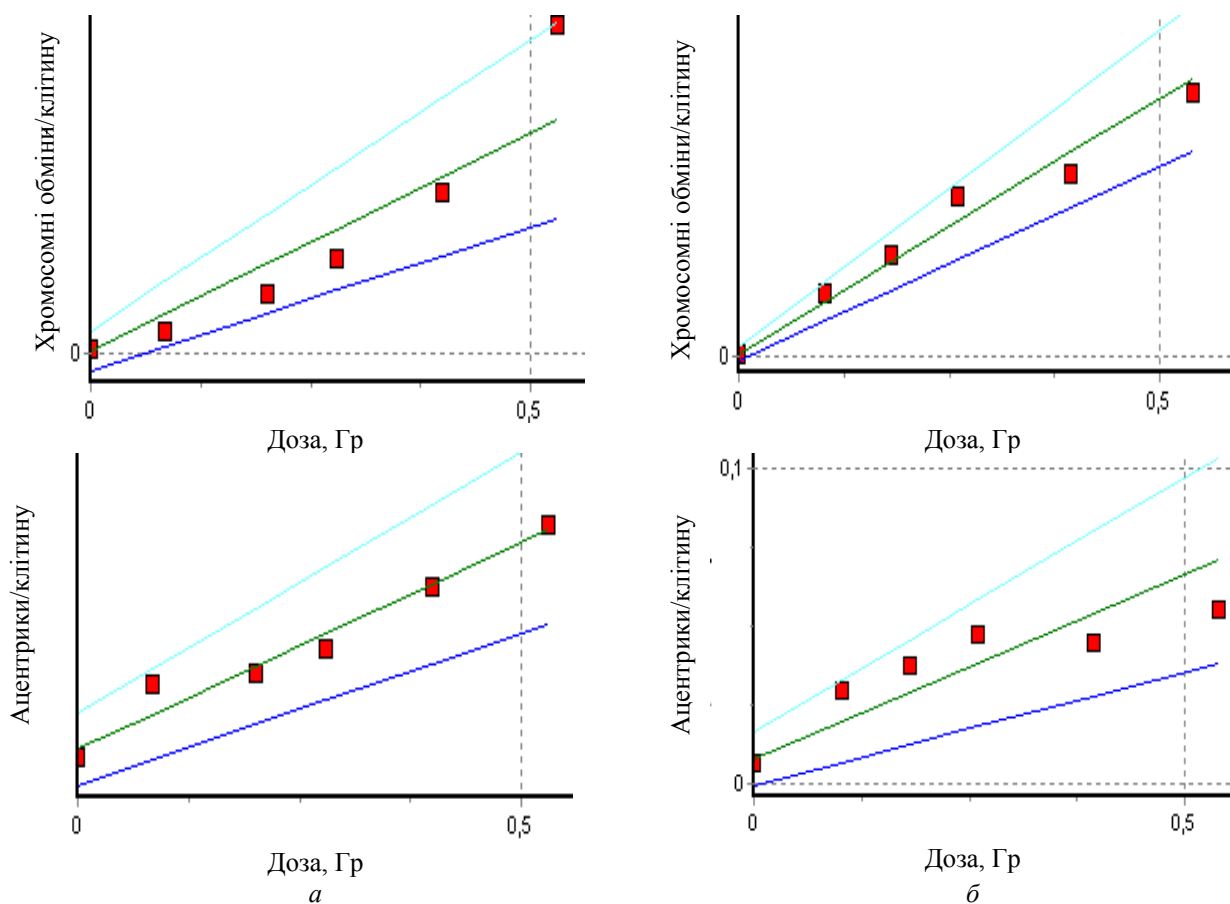 Хромосомні обміни/клітину
0
0
0,5
Доза, Гр
Хромосомні обміни/клітину
0
0
0,5
Доза, Гр
Ацентрики/клітину
0
0,5
Доза, Гр
а
Ацентрики/клітину
0,1
0
0
0,5
Доза, Гр
б